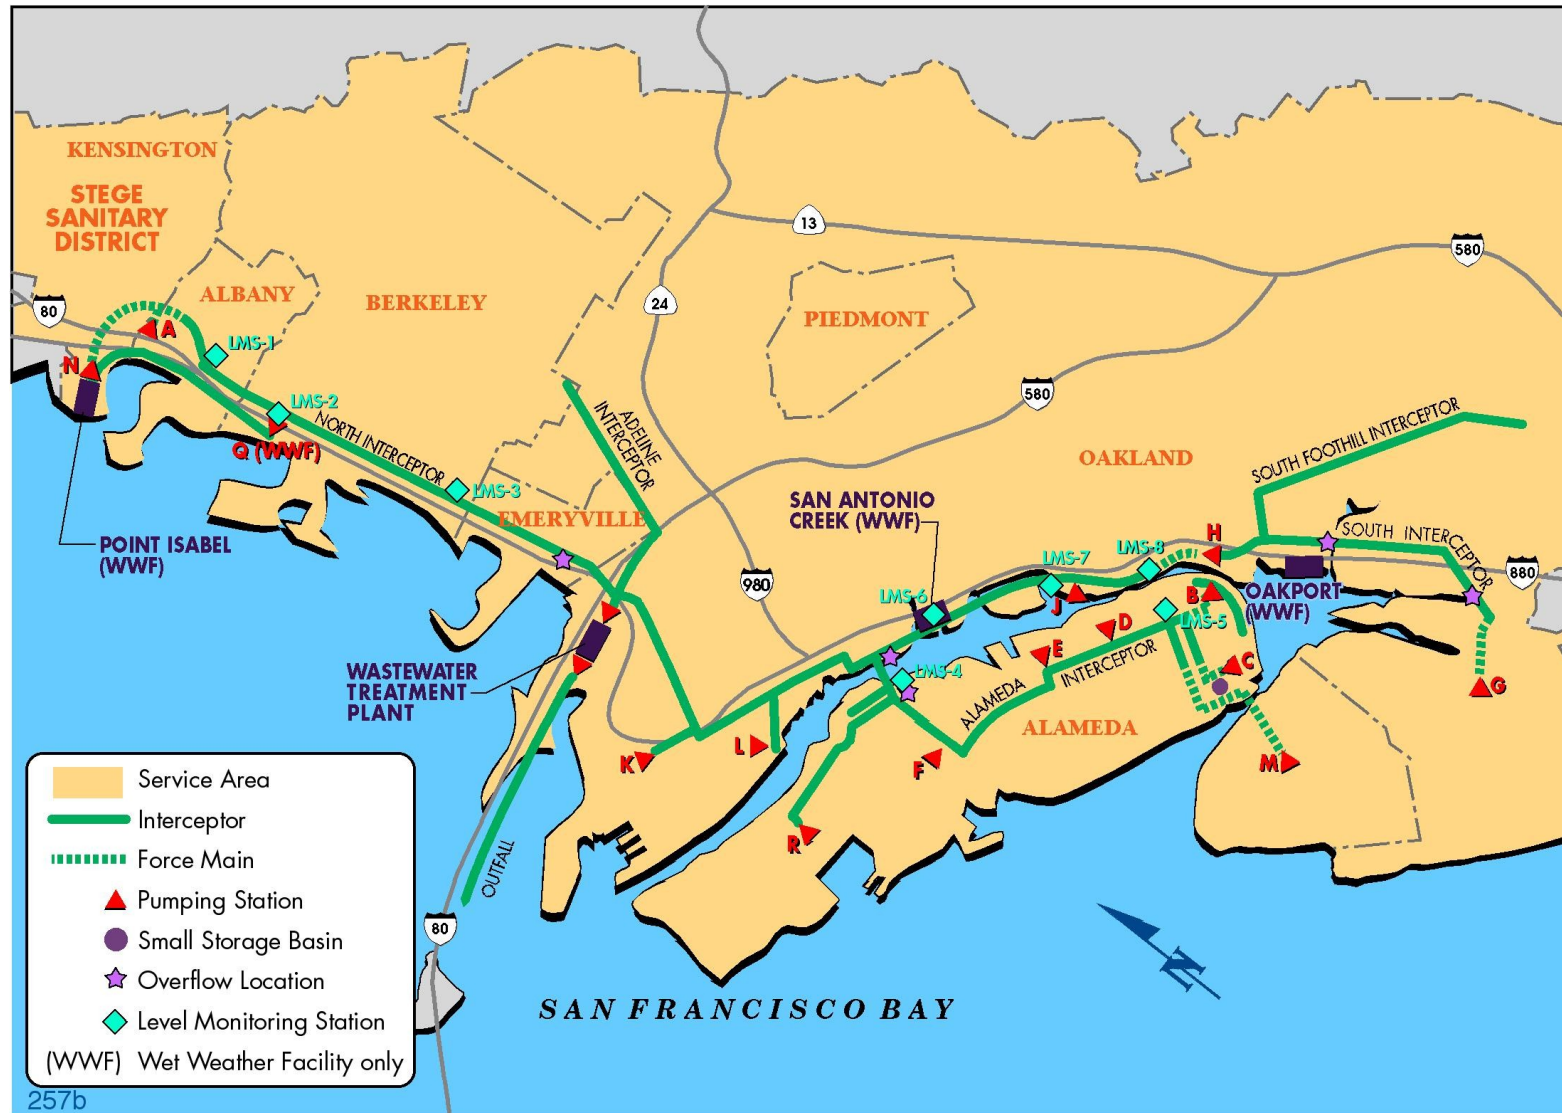 KENSINGTON
STEGE
SANITARY
DISTRICT
ALBANY
BERKELEY
13
580
24
PIEDMONT
80
A
N
LMS-1
LMS-2
Q (WWF)
NORTH INTERCEPTOR
ADELINE
INTERCEPTOR
580
OAKLAND
SOUTH FOOTHILL INTERCEPTOR
LMS-3
EMERYVILLE
SAN ANTONIO
CREEK (WWF)
POINT ISABEL
(WWF)
H
SOUTH INTERCEPTOR
LMS-8
LMS-7
980
880
LMS-6
J
B
OAKPORT
(WWF)
LMS-5
D
E
C
WASTEWATER
TREATMENT
PLANT
LMS-4
ALAMEDA INTERCEPTOR
ALAMEDA
G
K
L
F
M
R
OUTFALL
80
N
SAN FRANCISCO BAY
Service Area
Interceptor
Force Main
Pumping Station
Small Storage Basin
Overflow Location
Level Monitoring Station
(WWF) Wet Weather Facility only
257b